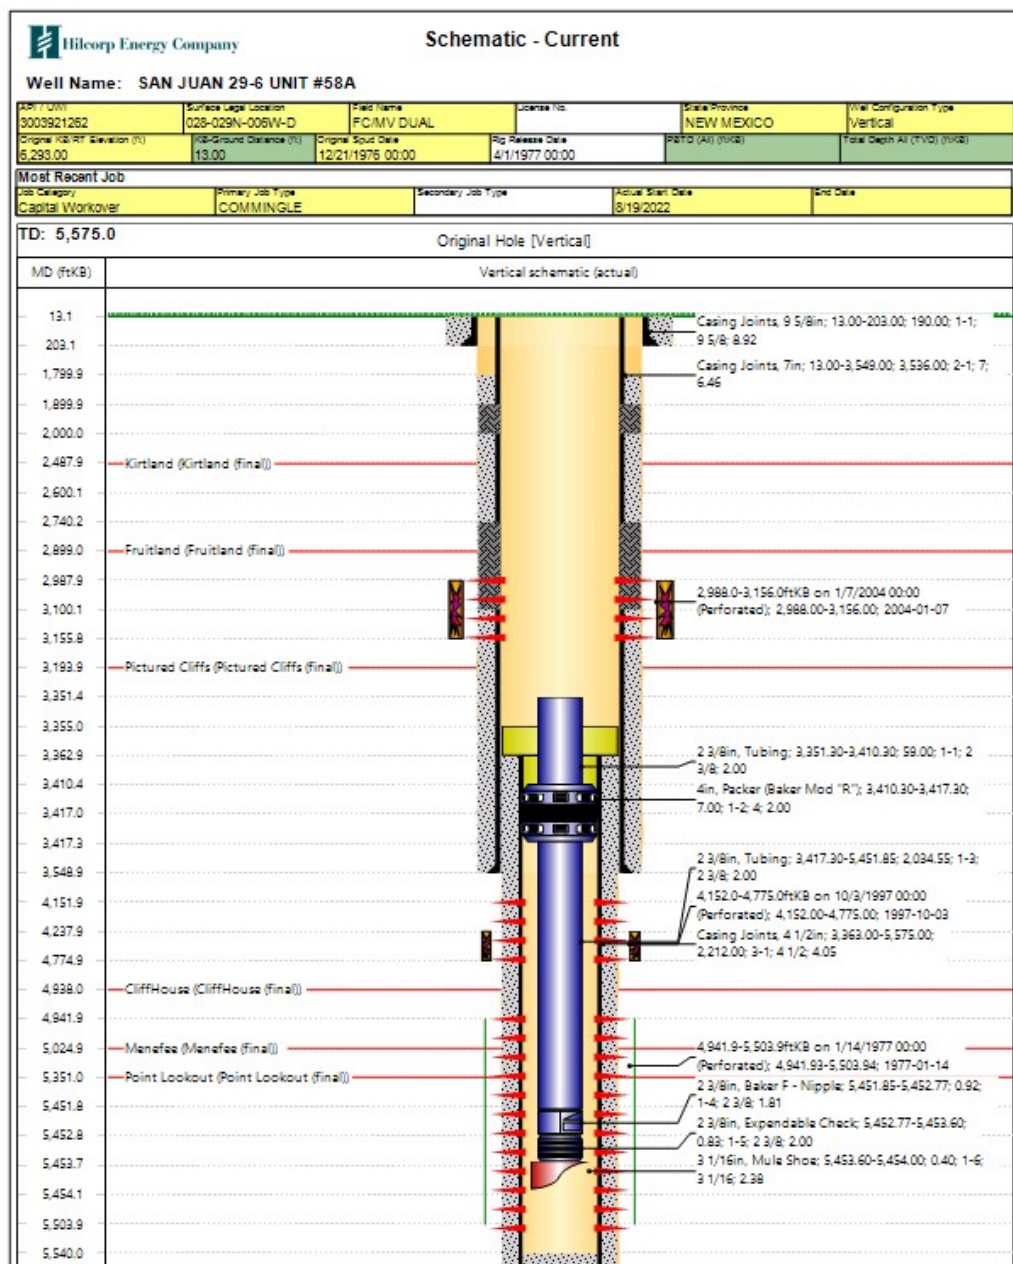 Hilcorp Energy Company
Schematic - Current
Well Name: SAN JUAN 29-6 UNIT #58A
API / UWI
Surface Legal Location
Field Name
License No.
State/Province
Well Configuration Type
3003921262
028-029N-006W-D
FC/MV DUAL
NEW MEXICO
Vertical
Original KB/RT Elevation (ft)
KB-Ground Distance (ft)
Original Spud Date
Rig Release Date
PBTD (All) (ftKB)
Total Depth All (TVD) (ftKB)
6,293.00
13.00
12/21/1976 00:00
4/1/1977 00:00
Most Recent Job
Job Category
Primary Job Type
Secondary Job Type
Actual Start Date
End Date
Capital Workover
COMMINGLE
8/19/2022
TD: 5,575.0
Original Hole [Vertical]
MD (ftKB)
Vertical schematic (actual)
13.1
Casing Joints, 9 5/8in; 13.00-203.00; 190.00; 1-1;
9 5/8; 8.92
203.1
Casing Joints, 7in; 13.00-3,549.00; 3,536.00; 2-1; 7;
6.46
1,799.9
1,899.9
2,000.0
2,487.9
Kirtland (Kirtland (final))
2,600.1
2,740.2
2,899.0
Fruitland (Fruitland (final))
2,987.9
2,988.0-3,156.0ftKB on 1/7/2004 00:00
(Perforated); 2,988.00-3,156.00; 2004-01-07
3,100.1
3,155.8
3,193.9
Pictured Cliffs (Pictured Cliffs (final))
3,351.4
3,355.0
3,362.9
2 3/8in, Tubing; 3,351.30-3,410.30; 59.00; 1-1; 2
3/8; 2.00
3,410.4
4in, Packer (Baker Mod "R"); 3,410.30-3,417.30;
7.00; 1-2; 4; 2.00
3,417.0
3,417.3
2 3/8in, Tubing; 3,417.30-5,451.85; 2,034.55; 1-3;
2 3/8; 2.00
3,548.9
4,152.0-4,775.0ftKB on 10/3/1997 00:00
(Perforated); 4,152.00-4,775.00; 1997-10-03
4,151.9
4,237.9
Casing Joints, 4 1/2in; 3,363.00-5,575.00;
2,212.00; 3-1; 4 1/2; 4.05
4,774.9
4,938.0
CliffHouse (CliffHouse (final))
4,941.9
5,024.9
Menefee (Menefee (final))
4,941.9-5,503.9ftKB on 1/14/1977 00:00
(Perforated); 4,941.93-5,503.94; 1977-01-14
5,351.0
Point Lookout (Point Lookout (final))
2 3/8in, Baker F - Nipple; 5,451.85-5,452.77; 0.92;
1-4; 2 3/8; 1.81
5,451.8
2 3/8in, Expendable Check; 5,452.77-5,453.60;
0.83; 1-5; 2 3/8; 2.00
5,452.8
3 1/16in, Mule Shoe; 5,453.60-5,454.00; 0.40; 1-6;
3 1/16; 2.38
5,453.7
5,454.1
5,503.9
5,540.0